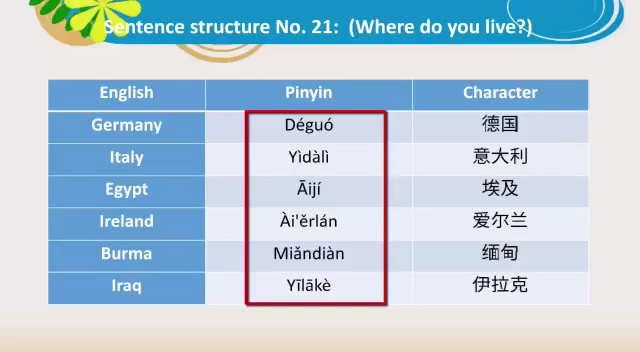 Sentence structure No. 21: (Where do you live?)
English Pinyin Character
Germany Déguó 德国
Italy Yìdàlì 意大利
Egypt Āijí 埃及
Ireland Ài'ěrlán 爱尔兰
Burma Miǎndiàn 缅甸
Iraq Yīlākè 伊拉克